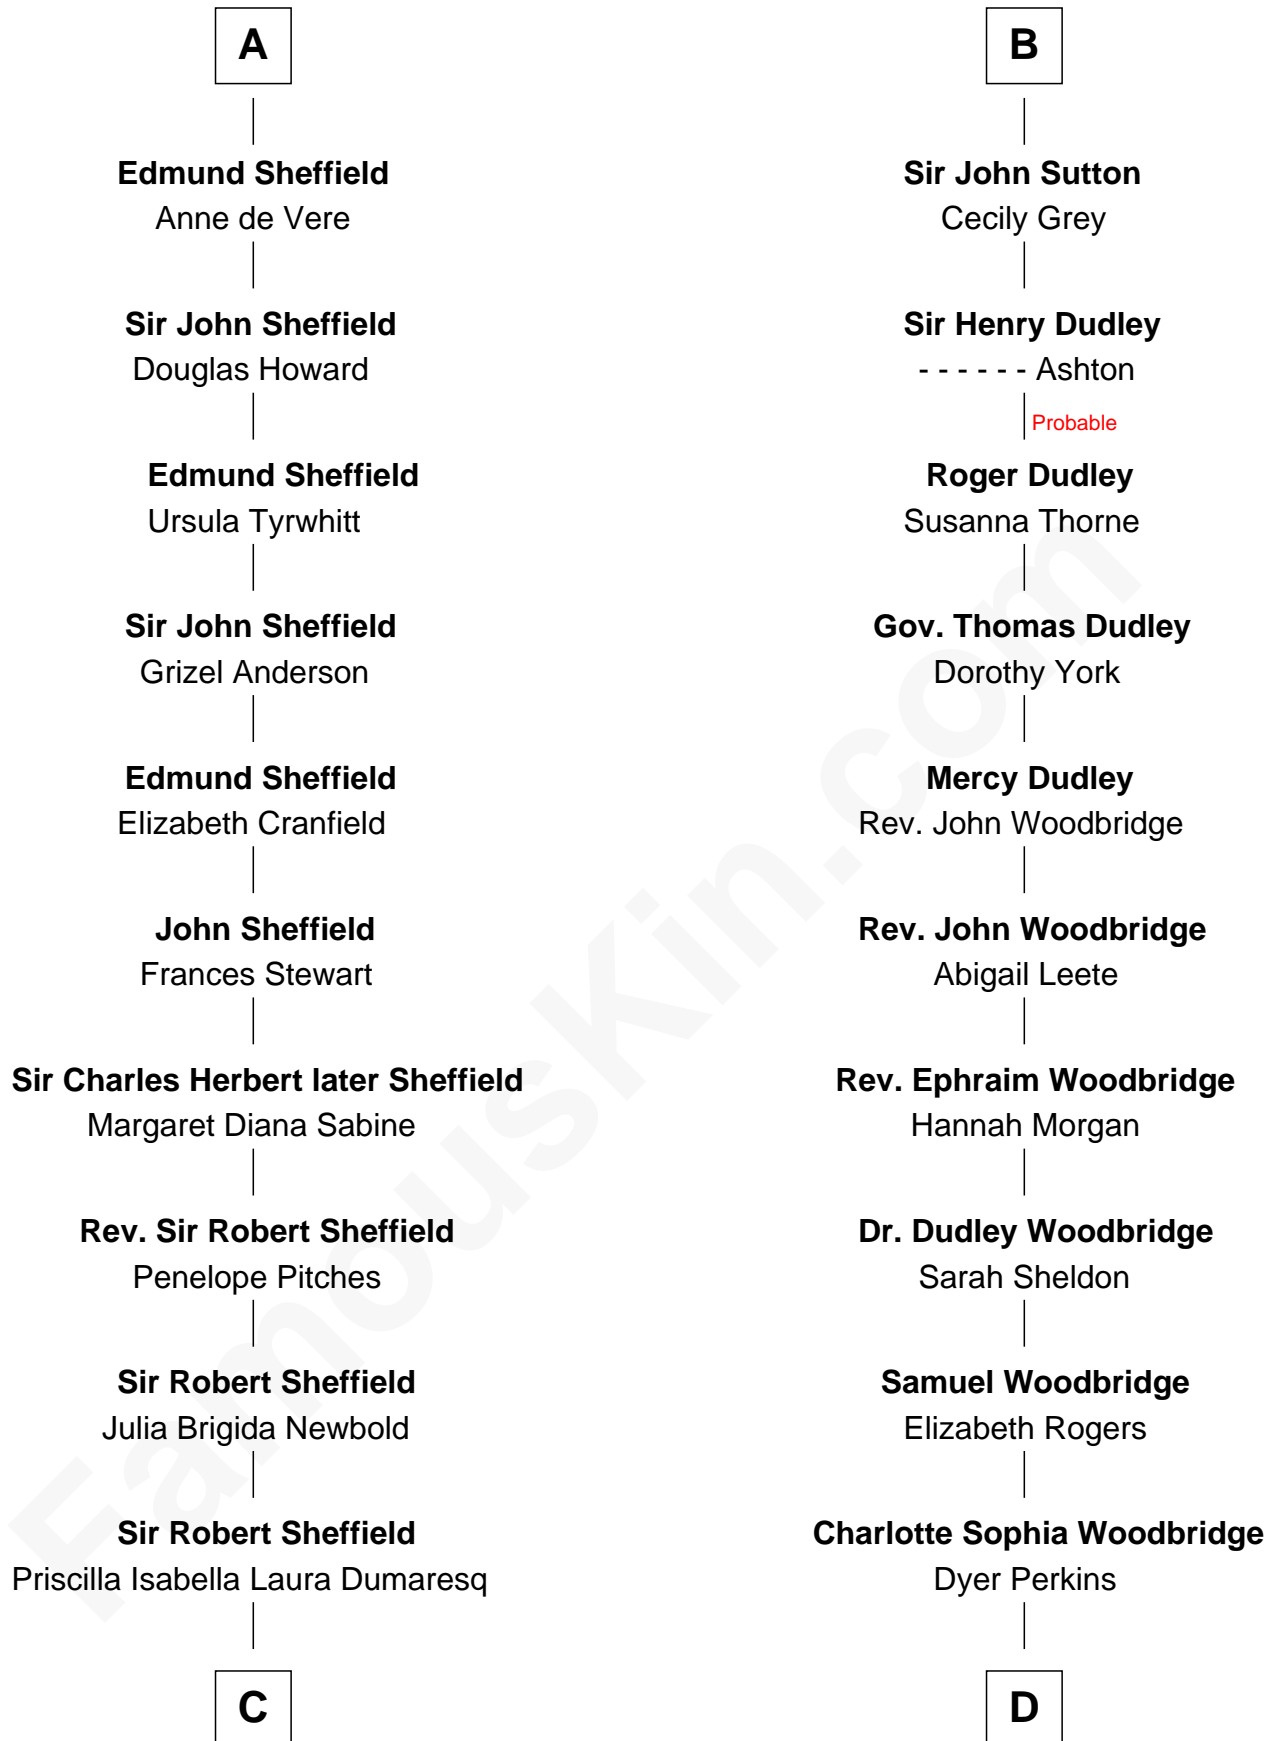 A
Edmund Sheffield
Anne de Vere
Sir John Sheffield
Douglas Howard
Edmund Sheffield
Ursula Tyrwhitt
Sir John Sheffield
Grizel Anderson
Edmund Sheffield
Elizabeth Cranfield
John Sheffield
Frances Stewart
Sir Charles Herbert later Sheffield
Margaret Diana Sabine
Rev. Sir Robert Sheffield
Penelope Pitches
Sir Robert Sheffield
Julia Brigida Newbold
Sir Robert Sheffield
Priscilla Isabella Laura Dumaresq
C
B
Sir John Sutton
Cecily Grey
Sir Henry Dudley
- - - - - - Ashton
Probable
Roger Dudley
Susanna Thorne
Gov. Thomas Dudley
Dorothy York
Mercy Dudley
Rev. John Woodbridge
Rev. John Woodbridge
Abigail Leete
Rev. Ephraim Woodbridge
Hannah Morgan
Dr. Dudley Woodbridge
Sarah Sheldon
Samuel Woodbridge
Elizabeth Rogers
Charlotte Sophia Woodbridge
Dyer Perkins
D
FamousKin.com